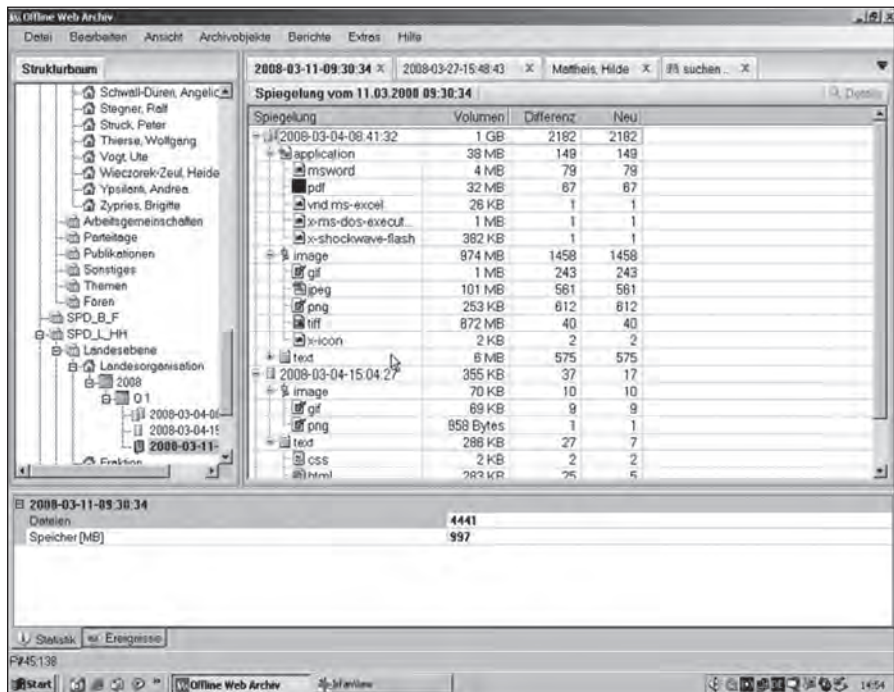 Offline Web Archiv
Datei Bearbeiten Ansicht Archivobjekte Berichte Extras Hilfe
Strukturbaum
Schwall-Düren, Angelic
Stegner, Ralf
Struck, Peter
Thierse, Wolfgang
Vogt, Ute
Wieczorek-Zeul, Heide
Ypsilanti, Andrea
Zypries, Brigitte
Arbeitsgemeinschaften
Parteitage
Publikationen
Sonstiges
Themen
Foren
SPD_B_F
SPD_L_HH
Landesebene
Landesorganisation
2008
01
2008-03-04-08
2008-03-04-15
2008-03-11-
Fraktion
2008-03-11-09:30:34 x 2008-03-27-15:48:43 x Mattheis, Hilde x suchen... x
Spiegelung vom 11.03.2008 09:30:34 Details
Spiegelung Volumen Differenz Neu
2008-03-04-08:41:32 1 GB 2182 2182
application 38 MB 149 149
msword 4 MB 79 79
pdf 32 MB 67 67
vnd.ms-excel 26 KB 1 1
x-ms-dos-execut... 1 MB 1 1
x-shockwave-flash 382 KB 1 1
image 974 MB 1458 1458
gif 1 MB 243 243
jpeg 101 MB 561 561
png 253 KB 612 612
tiff 872 MB 40 40
x-icon 2 KB 2 2
text 6 MB 575 575
2008-03-04-15:04:27 355 KB 37 17
image 70 KB 10 10
gif 69 KB 9 9
png 958 Bytes 1 1
text 286 KB 27 7
css 2 KB 2 2
html 283 KB 25 5
2008-03-11-09:30:34
Dateien 4441
Speicher [MB] 997
Statistik Ereignisse
P#45:138
Start Offline Web Archiv IrfanView 14:54